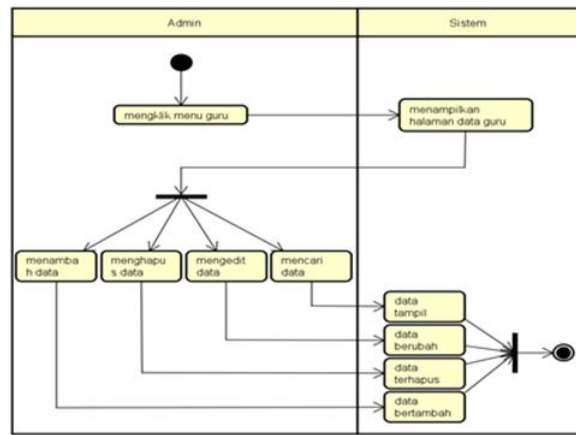 Admin
Sistem
mengklik menu guru
menampilkan
halaman data guru
menamba
h data
menghapu
s data
mengedit
data
mencari
data
data
tampil
data
berubah
data
terhapus
data
bertambah